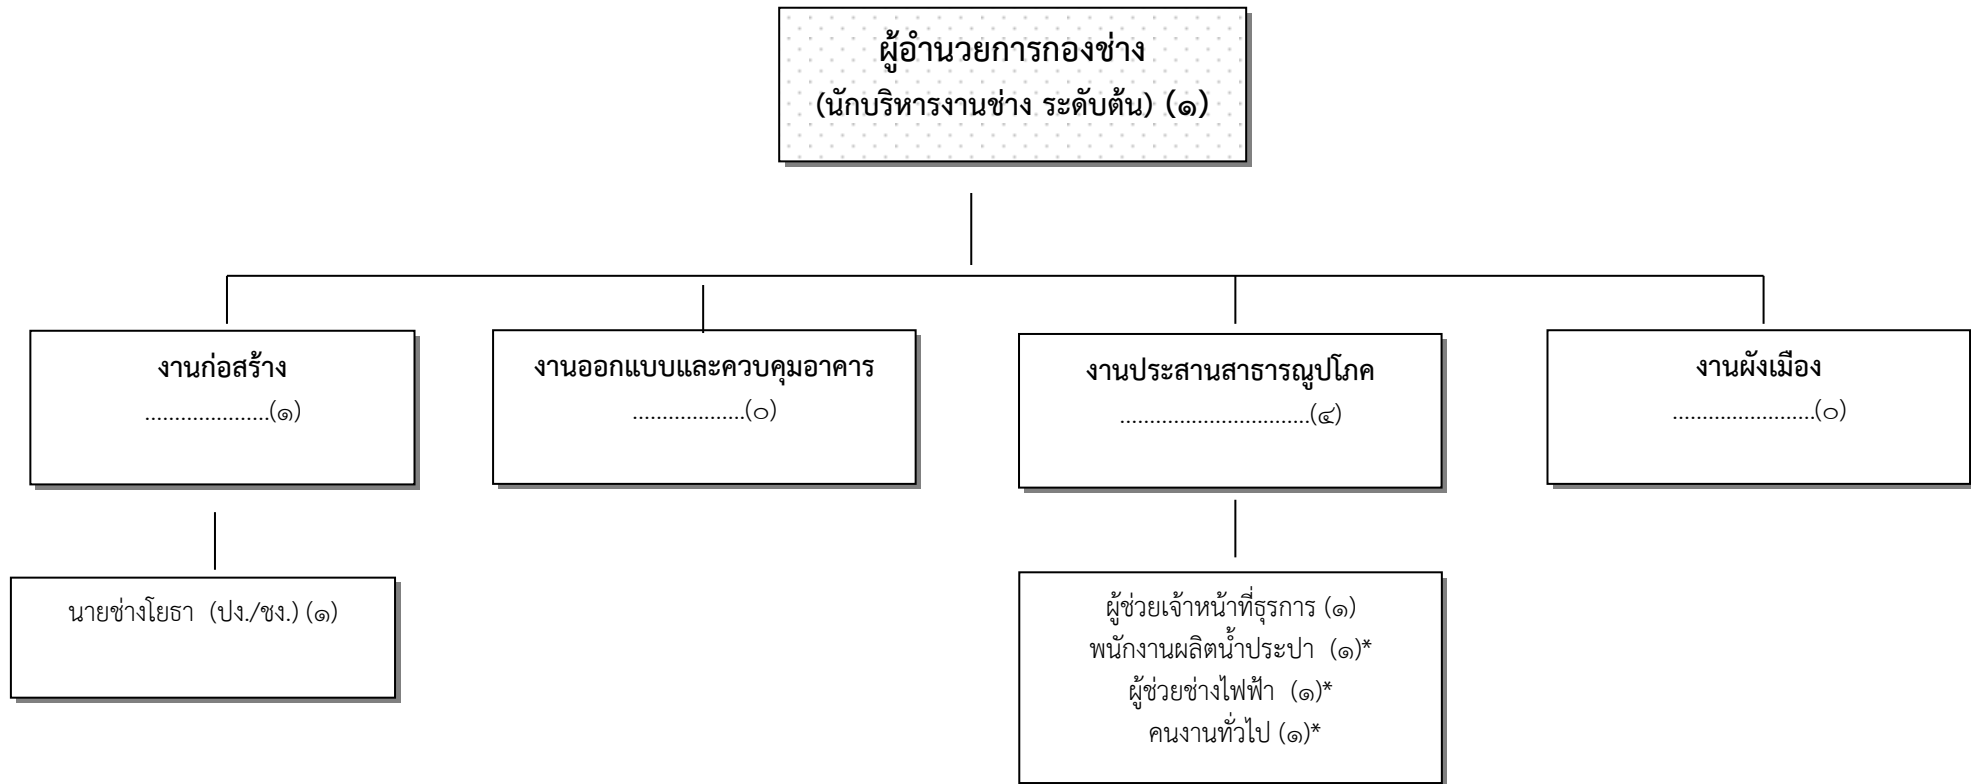 ผู้อำนวยการกองช่าง
(นักบริหารงานช่าง ระดับต้น) (๑)
งานก่อสร้าง
.....................(๑)
งานออกแบบและควบคุมอาคาร
...................(๐)
งานประสานสาธารณูปโภค
................................(๔)
งานผังเมือง
........................(๐)
นายช่างโยธา (ปง./ชง.) (๑)
ผู้ช่วยเจ้าหน้าที่ธุรการ (๑)
พนักงานผลิตน้ำประปา (๑)*
ผู้ช่วยช่างไฟฟ้า (๑)*
คนงานทั่วไป (๑)*